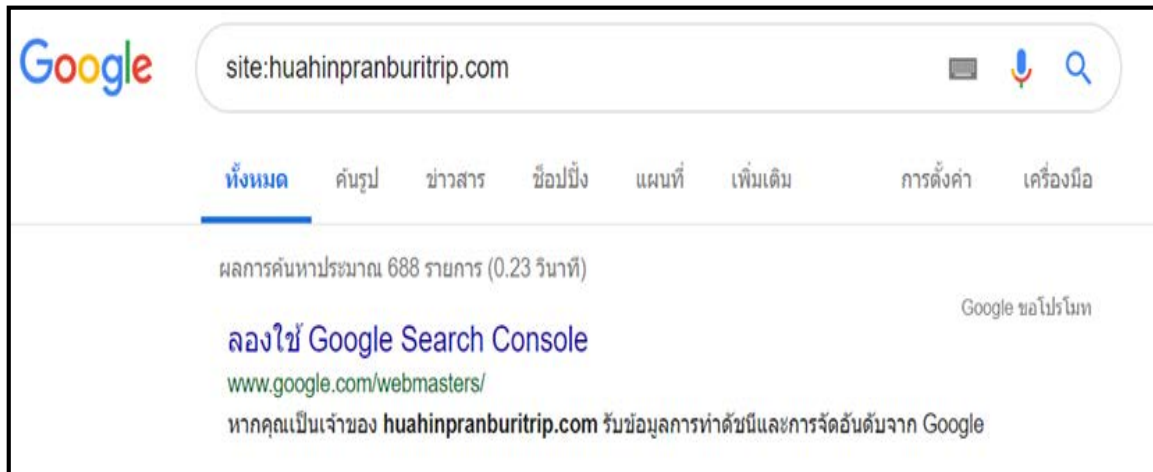 Google site:huahinpranburitrip.com
ทั้งหมด ค้นรูป ข่าวสาร ช็อปปิ้ง แผนที่ เพิ่มเติม การตั้งค่า เครื่องมือ
ผลการค้นหาประมาณ 688 รายการ (0.23 วินาที)
Google ขอโปรโมท
ลองใช้ Google Search Console
www.google.com/webmasters/
หากคุณเป็นเจ้าของ huahinpranburitrip.com รับข้อมูลการทำดัชนีและการจัดอันดับจาก Google